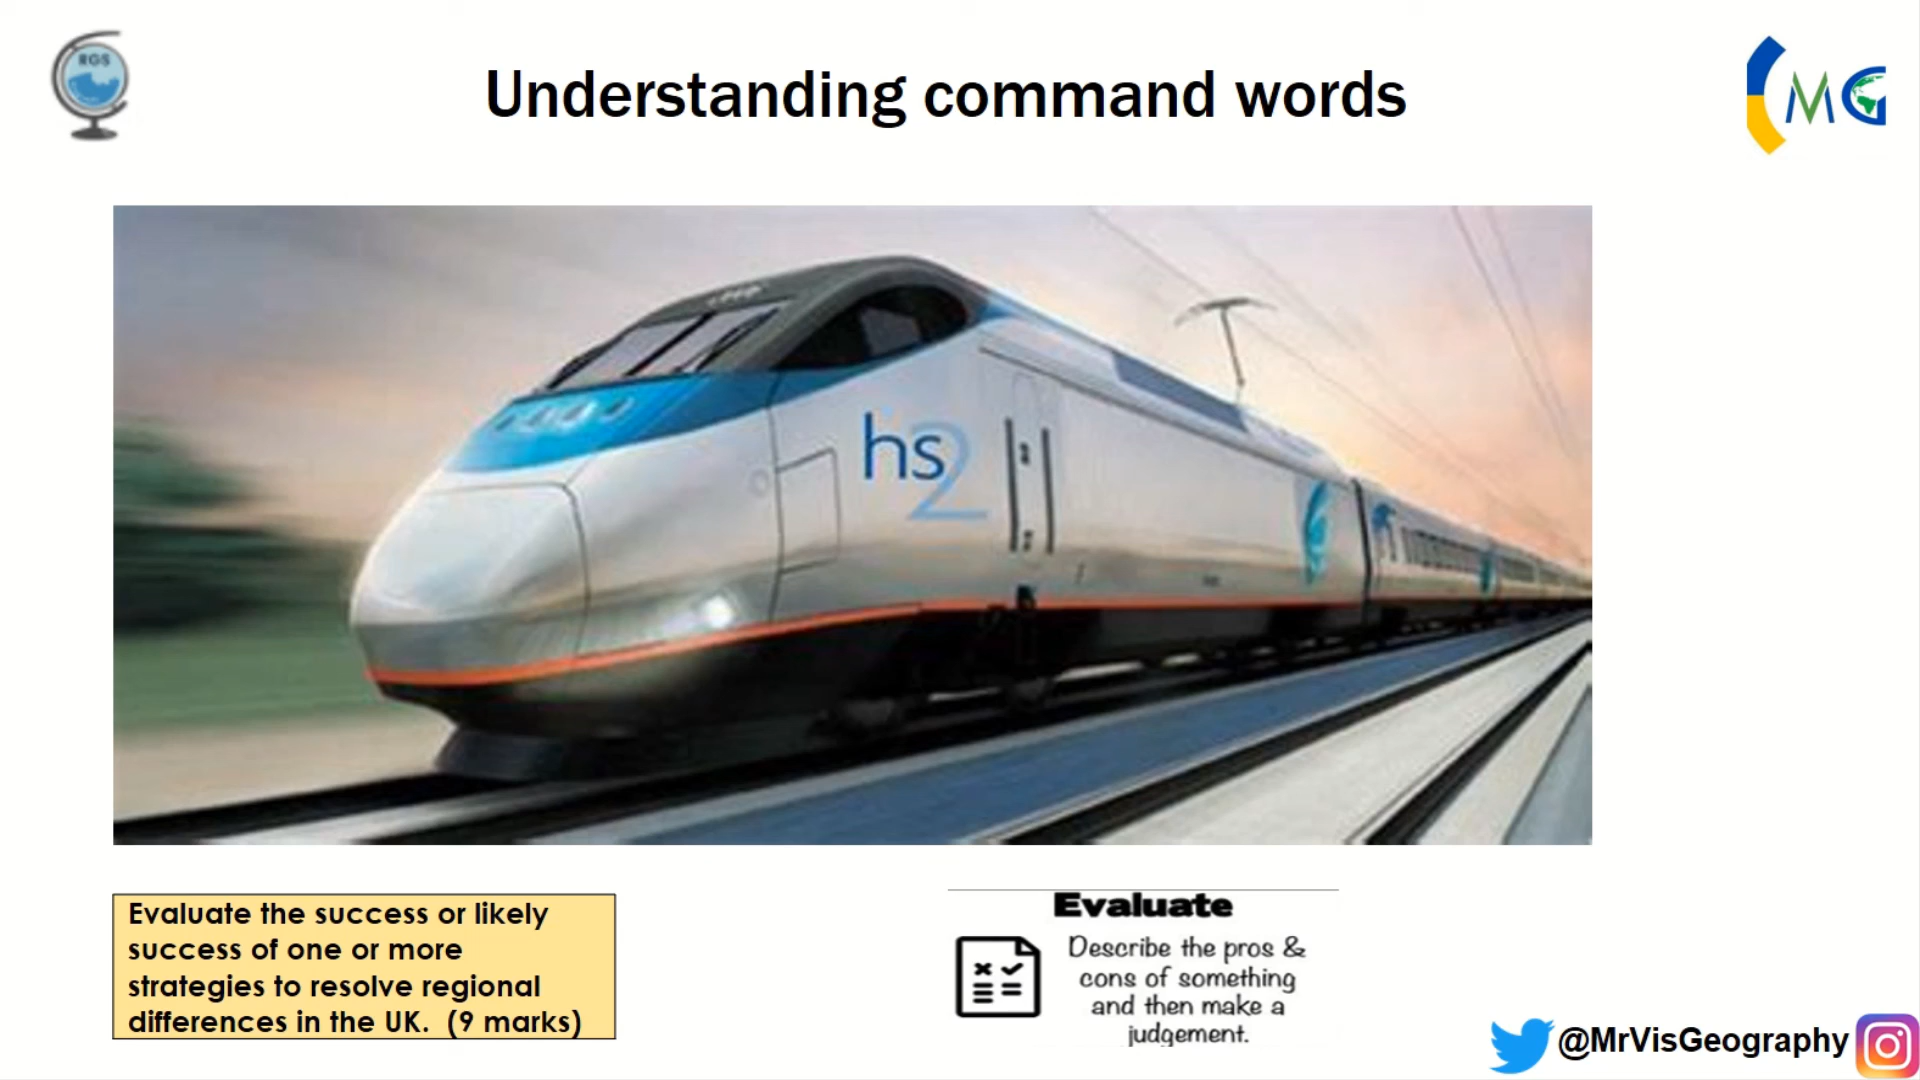 RGS
Understanding command words
MG
hs2
Evaluate the success or likely
success of one or more
strategies to resolve regional
differences in the UK. (9 marks)
Evaluate
Describe the pros &
cons of something
and then make a
judgement.
@MrVisGeography